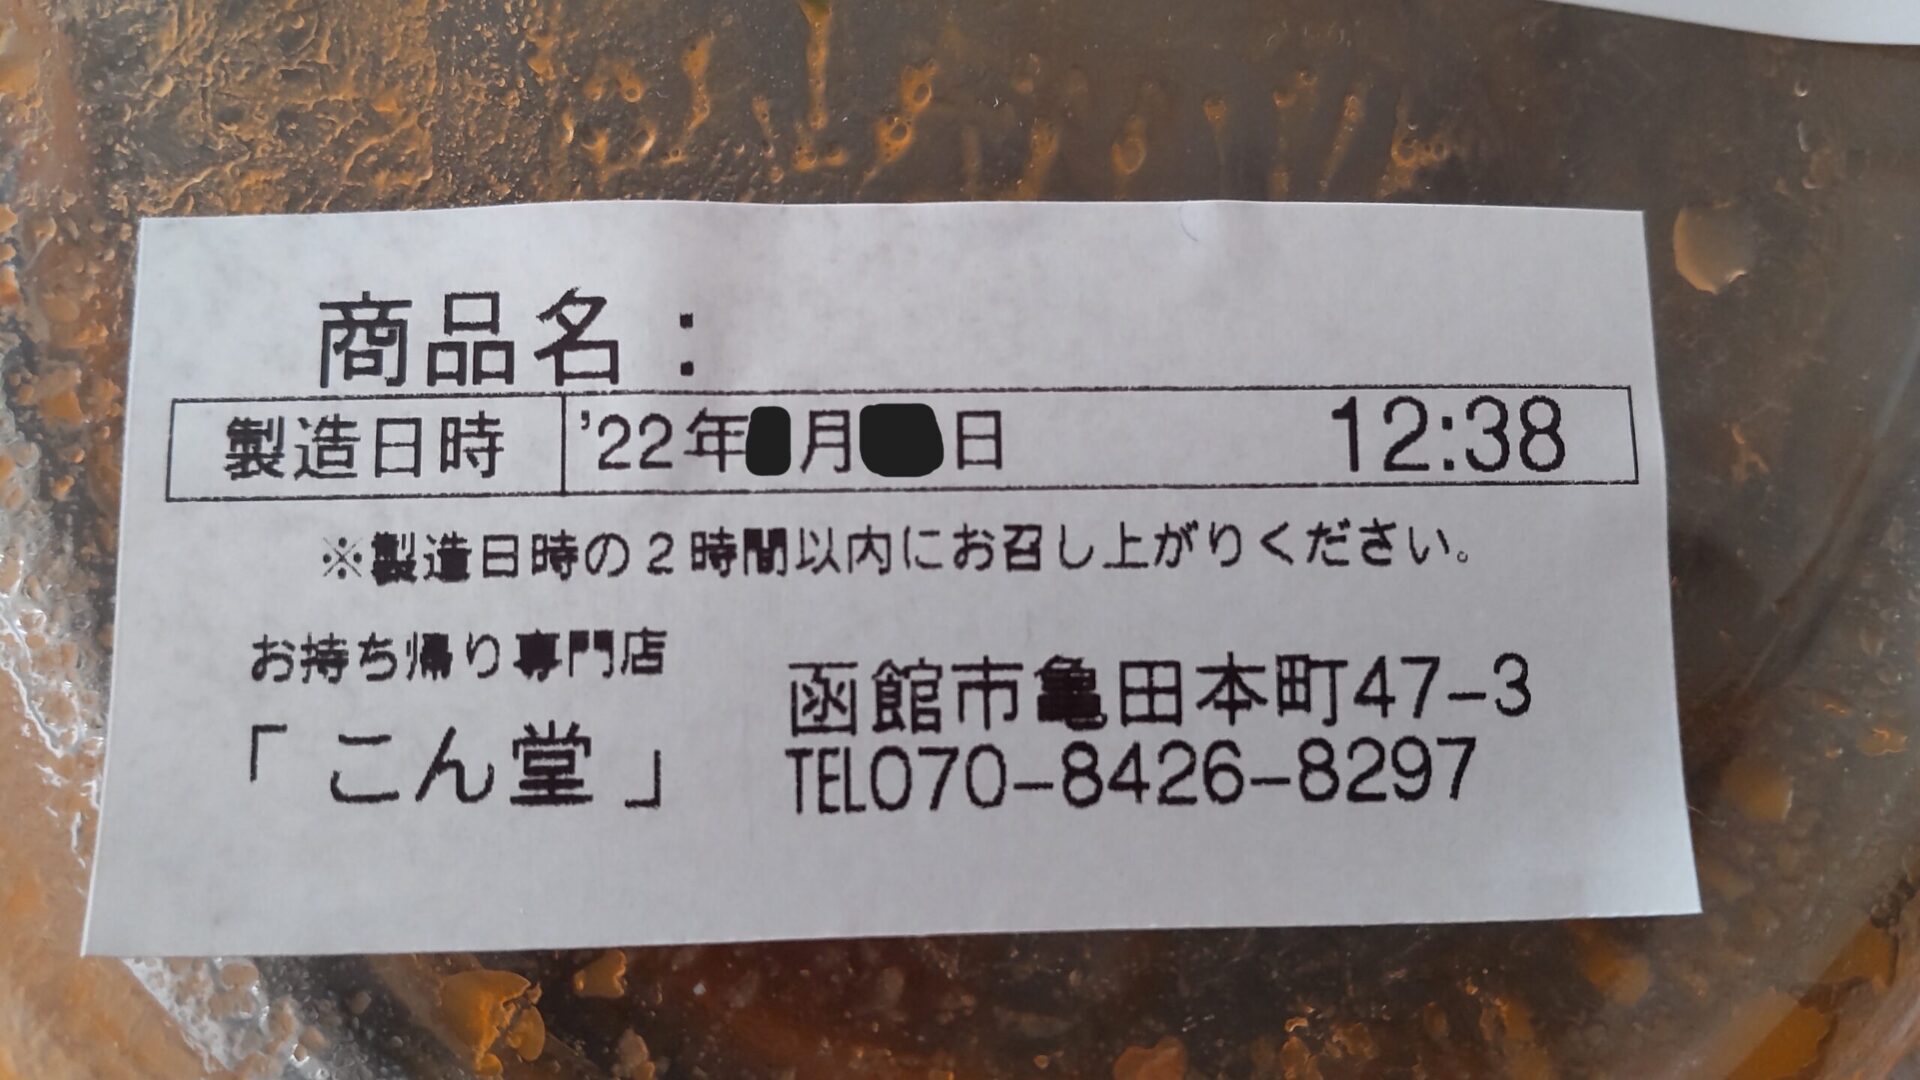 商品名：
製造日時 '22年 月 日 12:38
※製造日時の2時間以内にお召し上がりください。
お持ち帰り専門店
「こん堂」
函館市亀田本町47-3
TEL070-8426-8297